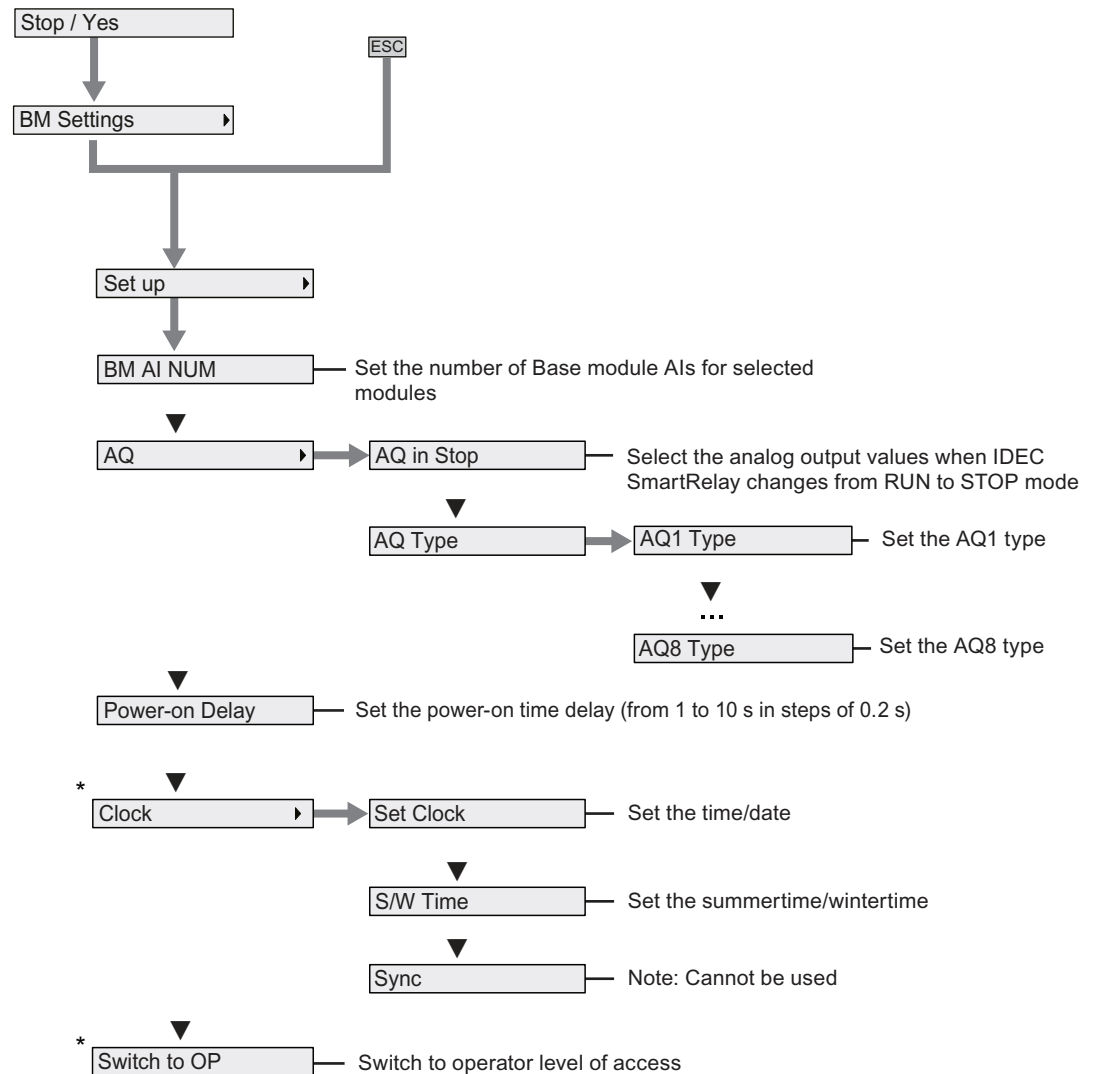 Stop / Yes
ESC
BM Settings
Set up
BM AI NUM
Set the number of Base module AIs for selected
modules
AQ
AQ in Stop
Select the analog output values when IDEC
SmartRelay changes from RUN to STOP mode
AQ Type
AQ1 Type
Set the AQ1 type
...
AQ8 Type
Set the AQ8 type
Power-on Delay
Set the power-on time delay (from 1 to 10 s in steps of 0.2 s)
*
Clock
Set Clock
Set the time/date
S/W Time
Set the summertime/wintertime
Sync
Note: Cannot be used
*
Switch to OP
Switch to operator level of access